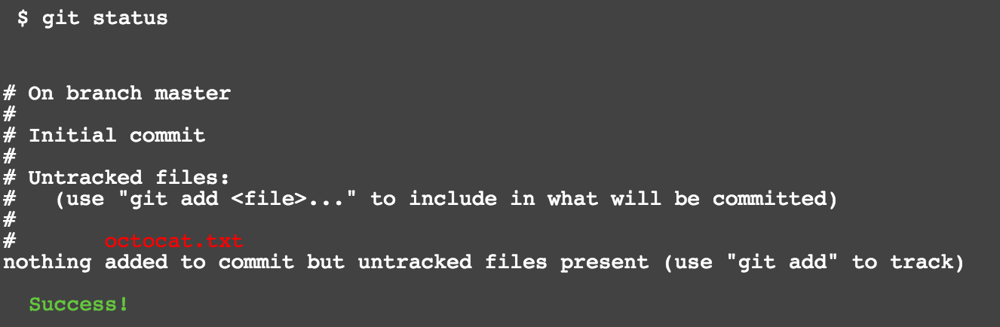 $ git status
# On branch master
#
# Initial commit
#
# Untracked files:
#   (use "git add <file>..." to include in what will be committed)
#
#       octocat.txt
nothing added to commit but untracked files present (use "git add" to track)
Success!